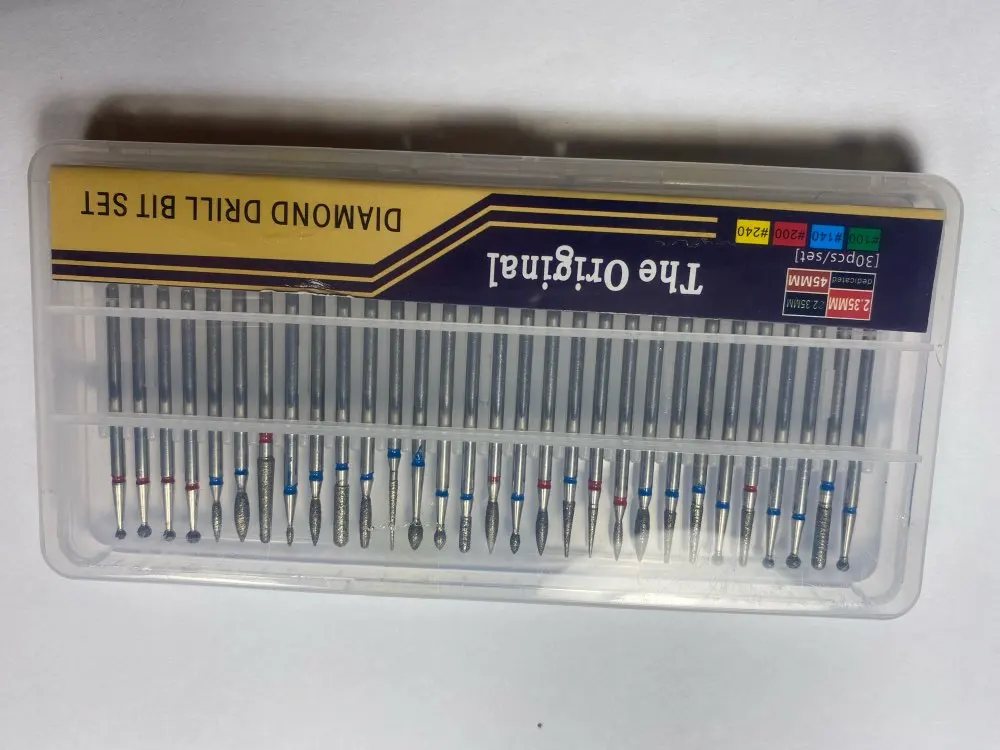 2.35MM
dedicated 45MM
[30pcs/set]
#100 #140 #200 #240
The Original
DIAMOND DRILL BIT SET